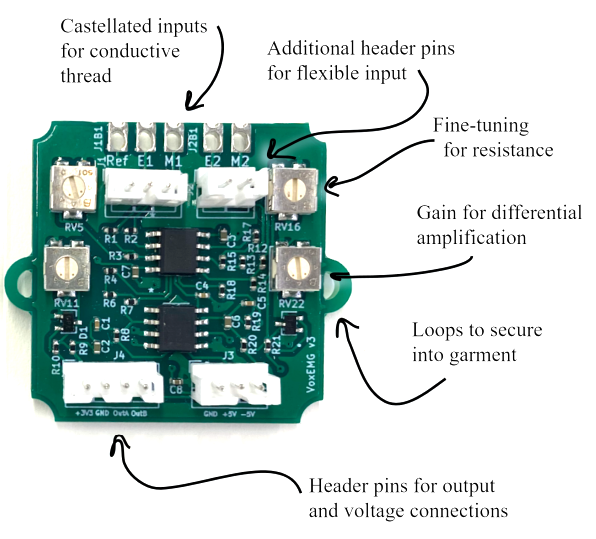 Castellated inputs
for conductive
thread
Additional header pins
for flexible input
Fine-tuning
for resistance
Gain for differential
amplification
Loops to secure
into garment
Header pins for output
and voltage connections
J1B1
J2B1
Ref E1 M1 E2 M2
RV5
RV16
R1 R2
C3
R17
R12
R3
R15
R13
R4
C7
R14
R18
C4
C5
RV11
RV22
R6
R7
C1
C6
R19
D1
R8
C2
R9
R10
R20
R21
J4
J3
C8
+3V3 GND OutA OutB
GND +5V -5V
VoxEMG v3